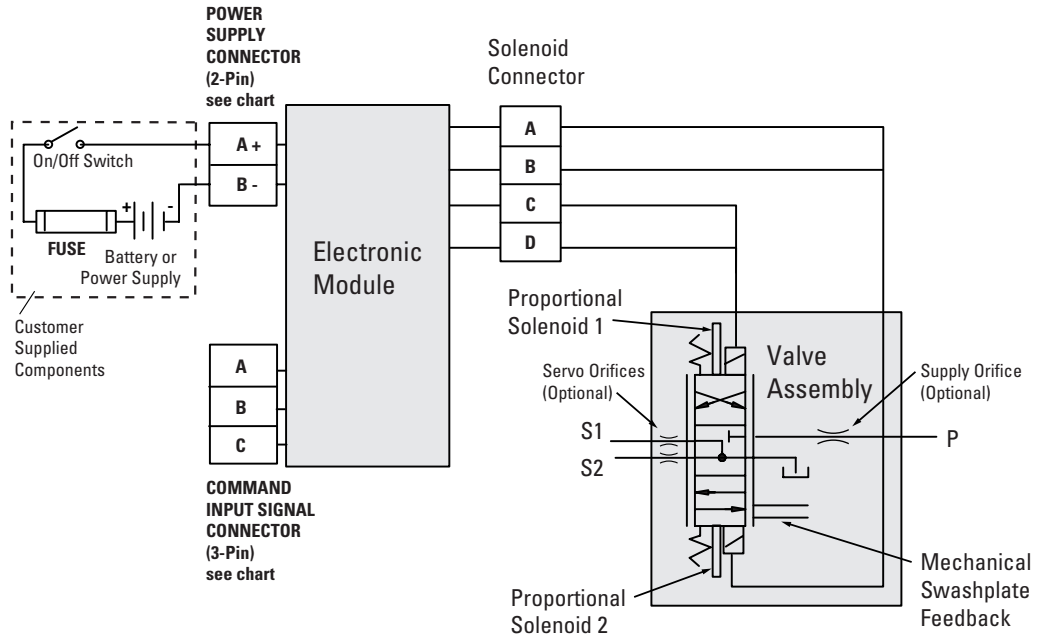 POWER
SUPPLY
CONNECTOR
(2-Pin)
see chart
Solenoid
Connector
On/Off Switch
A +
B -
+
-
FUSE
Battery or
Power Supply
Customer
Supplied
Components
Electronic
Module
A
B
C
D
A
B
C
COMMAND
INPUT SIGNAL
CONNECTOR
(3-Pin)
see chart
Proportional
Solenoid 1
Servo Orifices
(Optional)
Valve
Assembly
Supply Orifice
(Optional)
S1
S2
P
Mechanical
Swashplate
Feedback
Proportional
Solenoid 2